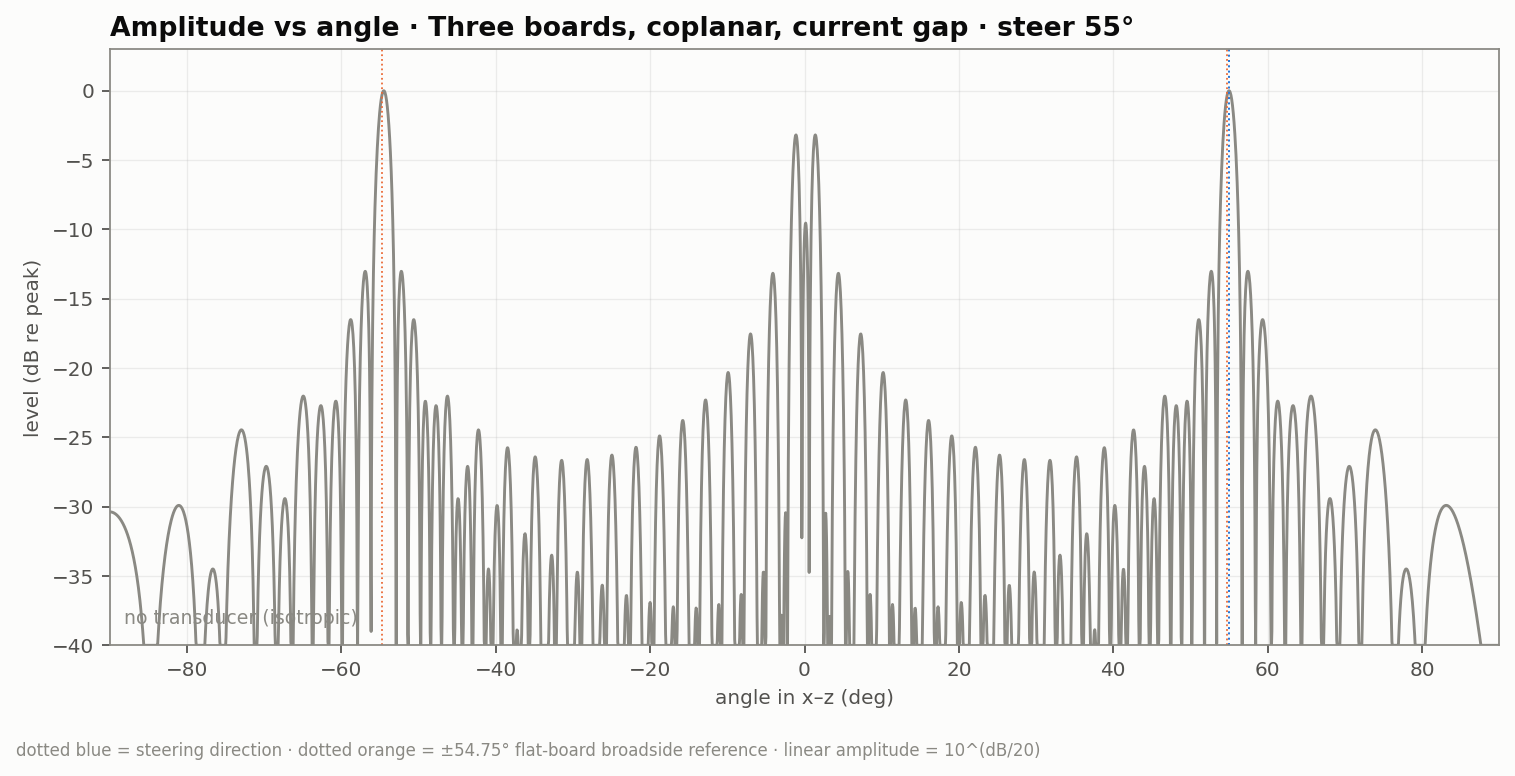 Amplitude vs angle · Three boards, coplanar, current gap · steer 55°
0
−5
−10
−15
−20
−25
−30
−35
−40
level (dB re peak)
no transducer (isotropic)
−80 −60 −40 −20 0 20 40 60 80
angle in x–z (deg)
dotted blue = steering direction · dotted orange = ±54.75° flat-board broadside reference · linear amplitude = 10^(dB/20)